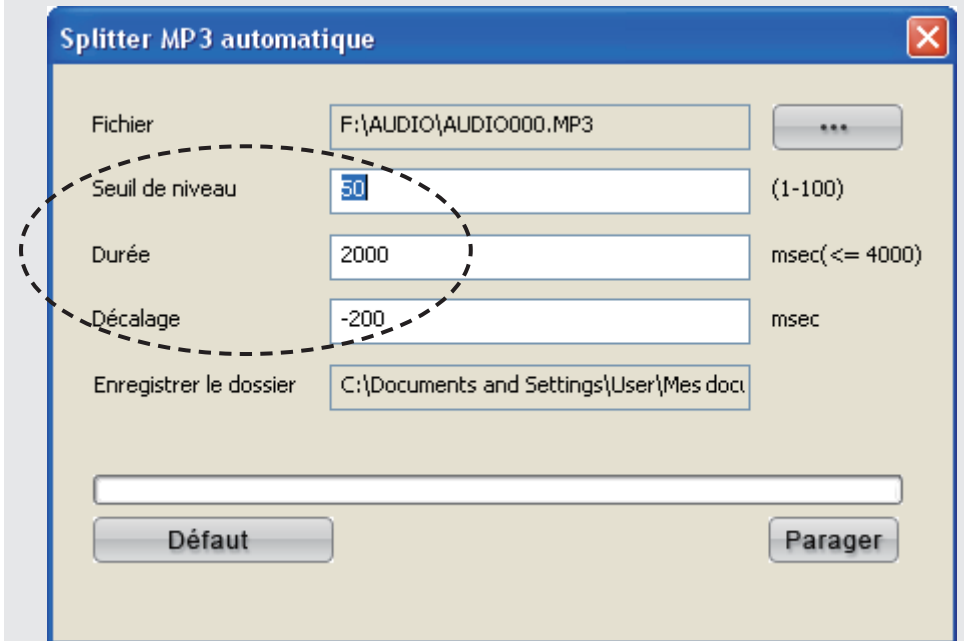 Splitter MP3 automatique
Fichier F:\AUDIO\AUDIO000.MP3 ...
Seuil de niveau 50 (1-100)
Durée 2000 msec(<= 4000)
Décalage -200 msec
Enregistrer le dossier C:\Documents and Settings\User\Mes docu
Défaut Parager